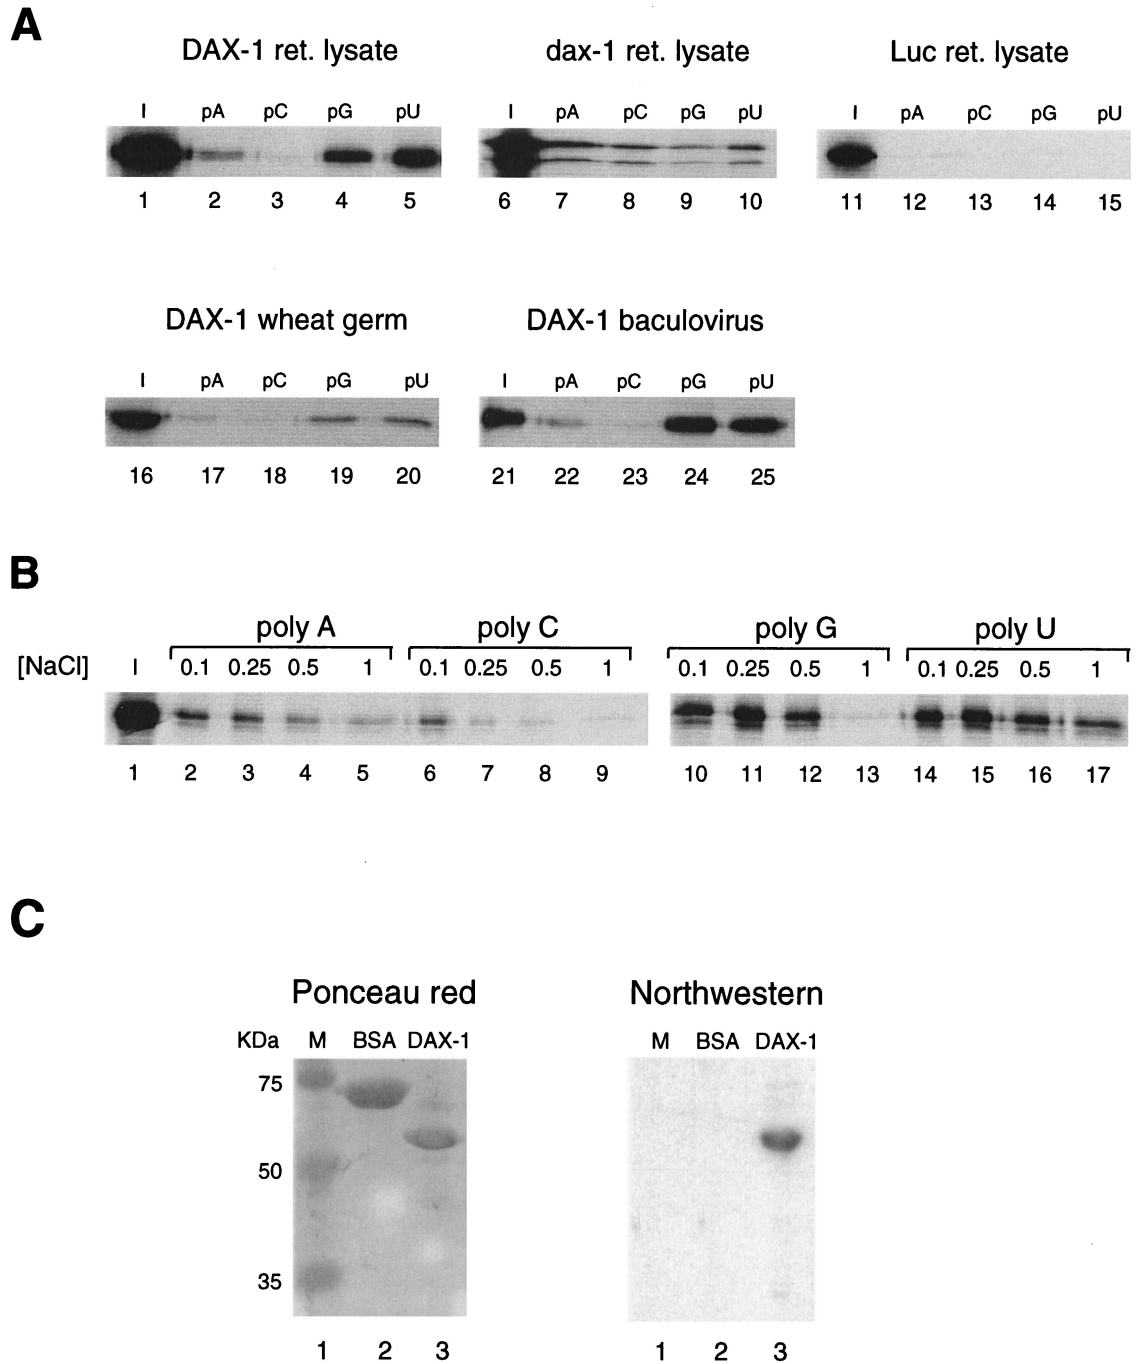 A
DAX-1 ret. lysate
dax-1 ret. lysate
Luc ret. lysate
I pA pC pG pU
I pA pC pG pU
I pA pC pG pU
1 2 3 4 5
6 7 8 9 10
11 12 13 14 15
DAX-1 wheat germ
DAX-1 baculovirus
I pA pC pG pU
I pA pC pG pU
16 17 18 19 20
21 22 23 24 25
B
poly A poly C poly G poly U
[NaCl] I 0.1 0.25 0.5 1 0.1 0.25 0.5 1 0.1 0.25 0.5 1 0.1 0.25 0.5 1
1 2 3 4 5 6 7 8 9 10 11 12 13 14 15 16 17
C
Ponceau red
Northwestern
KDa M BSA DAX-1
M BSA DAX-1
75
50
35
1 2 3
1 2 3